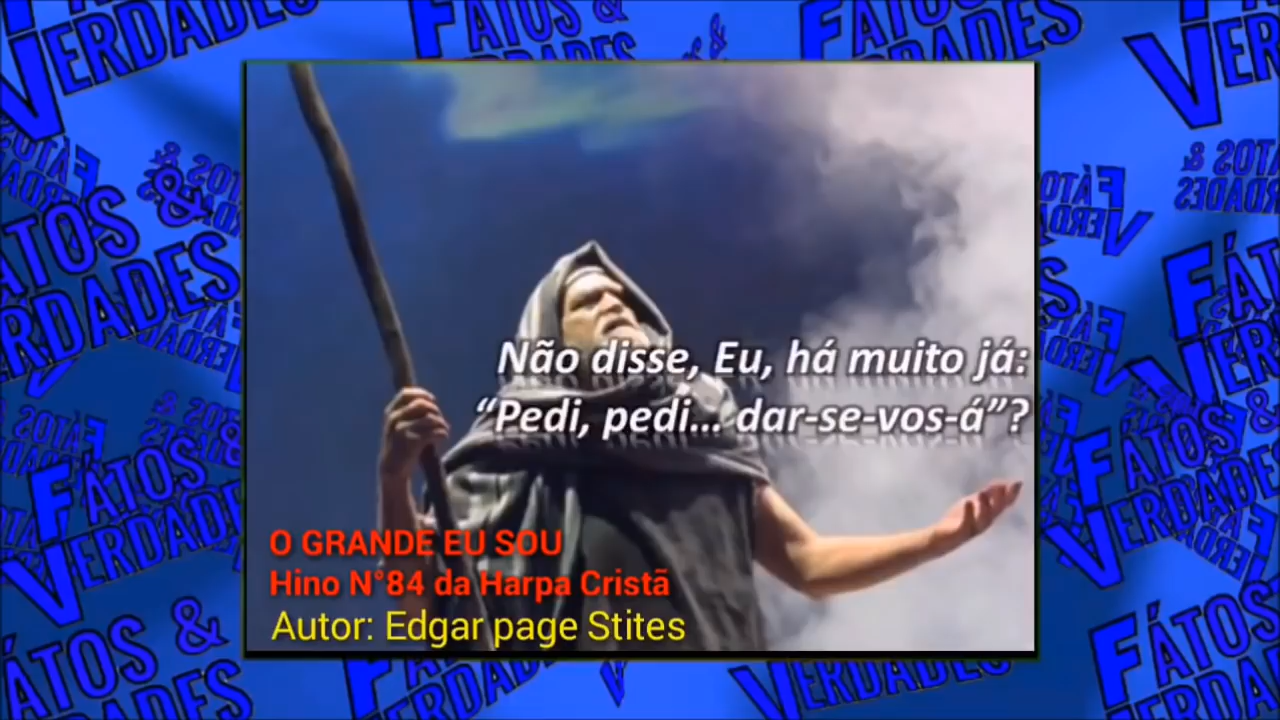 FÁTOS &
VERDADES
Não disse, Eu, há muito já:
“Pedi, pedi... dar-se-vos-á”?
O GRANDE EU SOU
Hino N°84 da Harpa Cristã
Autor: Edgar page Stites